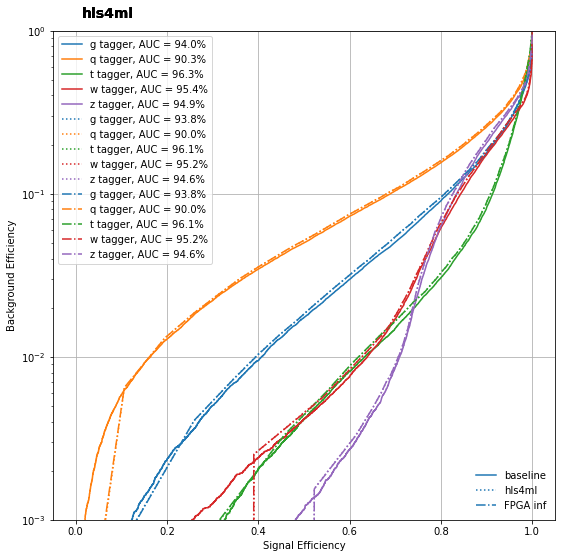 hls4ml
10⁰
g tagger, AUC = 94.0%
q tagger, AUC = 90.3%
t tagger, AUC = 96.3%
w tagger, AUC = 95.4%
z tagger, AUC = 94.9%
g tagger, AUC = 93.8%
q tagger, AUC = 90.0%
t tagger, AUC = 96.1%
w tagger, AUC = 95.2%
z tagger, AUC = 94.6%
g tagger, AUC = 93.8%
q tagger, AUC = 90.0%
t tagger, AUC = 96.1%
w tagger, AUC = 95.2%
z tagger, AUC = 94.6%
10⁻¹
Background Efficiency
10⁻²
baseline
hls4ml
FPGA inf
10⁻³
0.0 0.2 0.4 0.6 0.8 1.0
Signal Efficiency